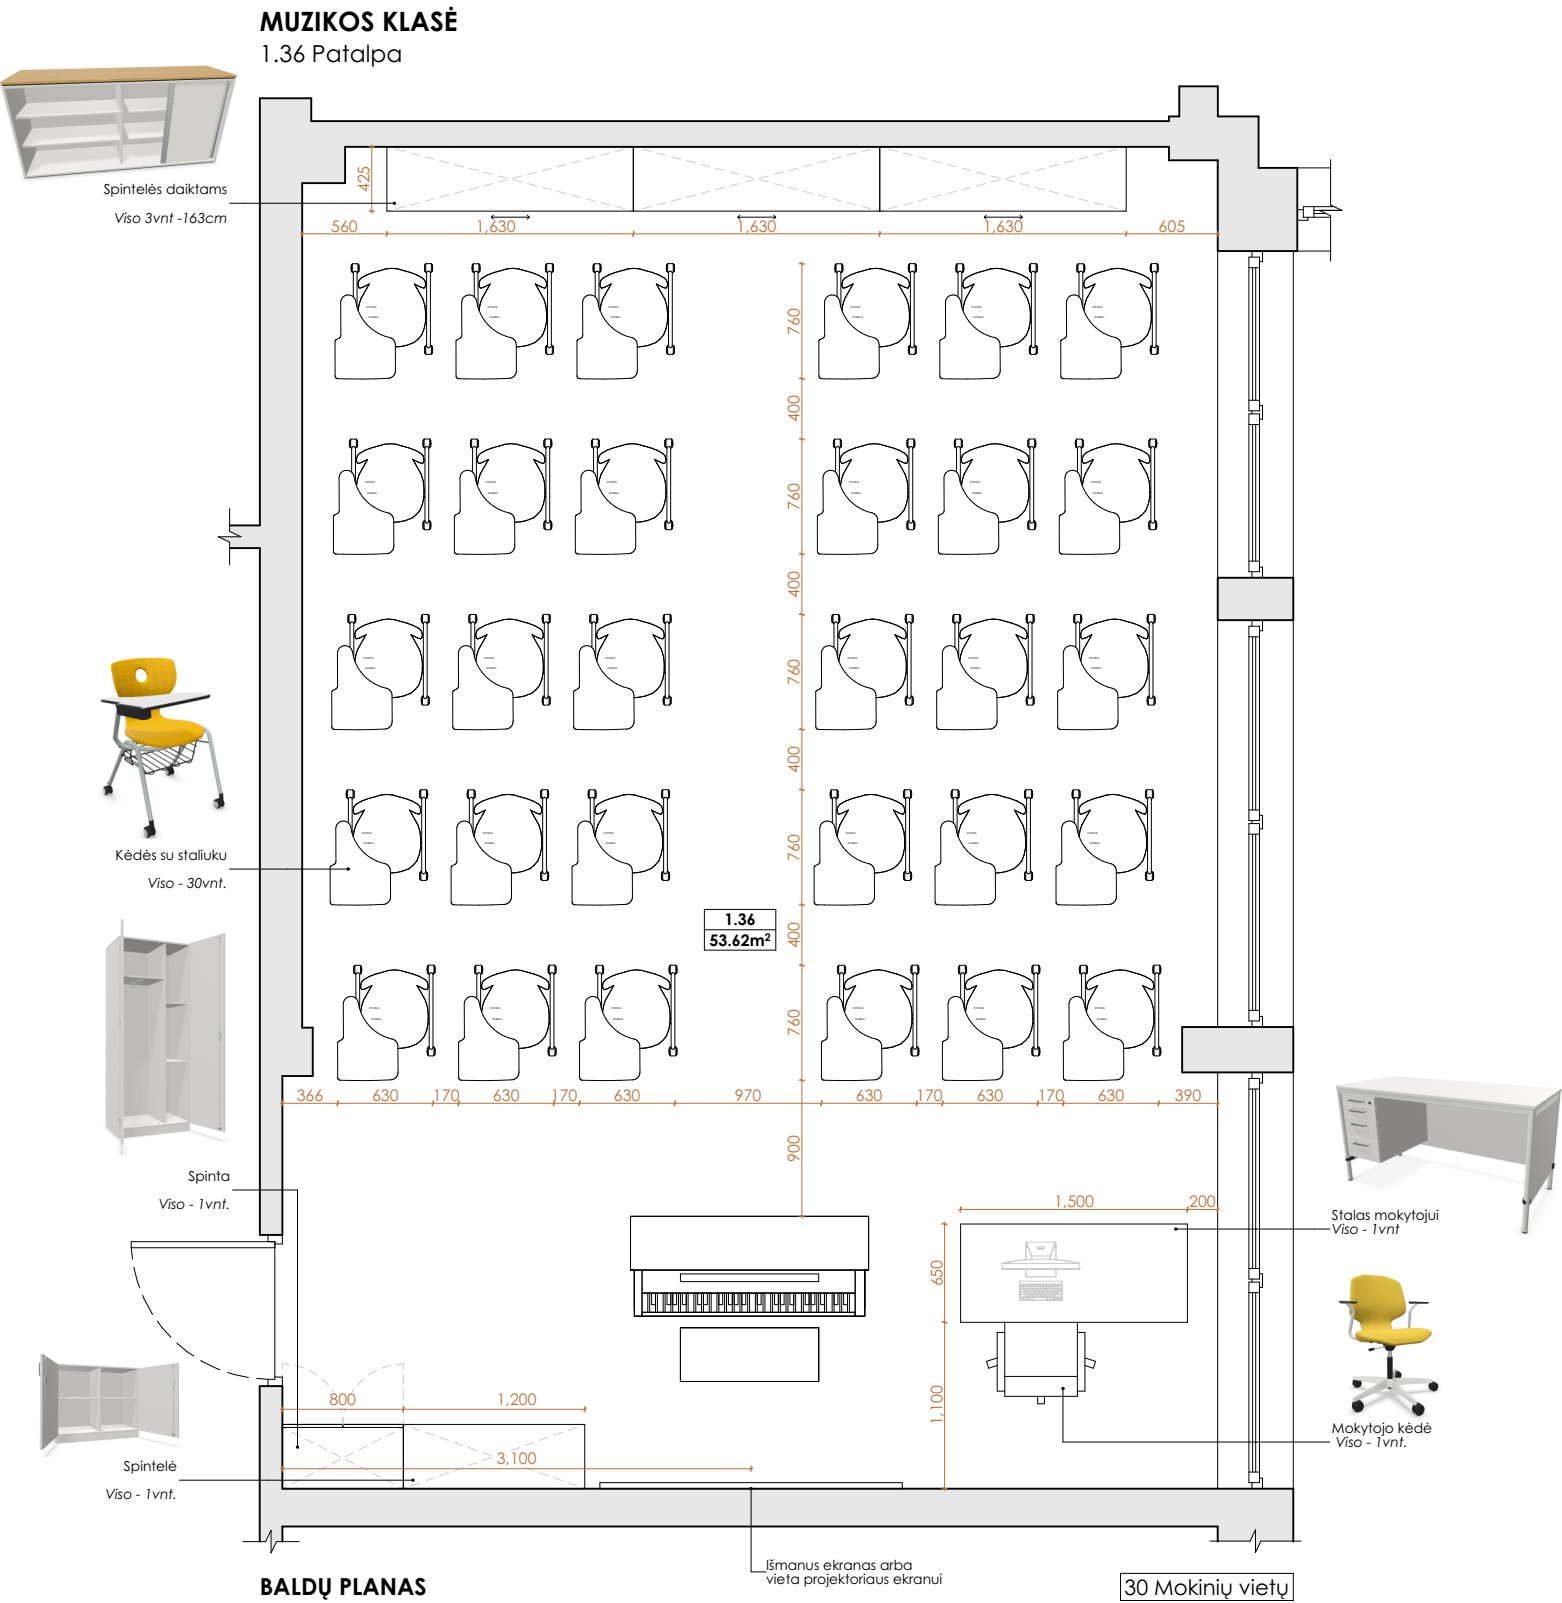 MUZIKOS KLASĖ
1.36 Patalpa
Spintelės daiktams
Viso 3vnt -163cm
425
560
1,630
1,630
1,630
605
760
400
760
400
760
400
760
400
760
Kėdės su staliuku
Viso - 30vnt.
1.36
53.62m²
366
630
170
630
170
630
970
630
170
630
170
630
390
900
Spinta
Viso - 1vnt.
1,500
200
Stalas mokytojui
Viso - 1vnt
650
1,100
800
1,200
3,100
Mokytojo kėdė
Viso - 1vnt.
Spintelė
Viso - 1vnt.
Išmanus ekranas arba
vieta projektoriaus ekranui
BALDŲ PLANAS
30 Mokinių vietų